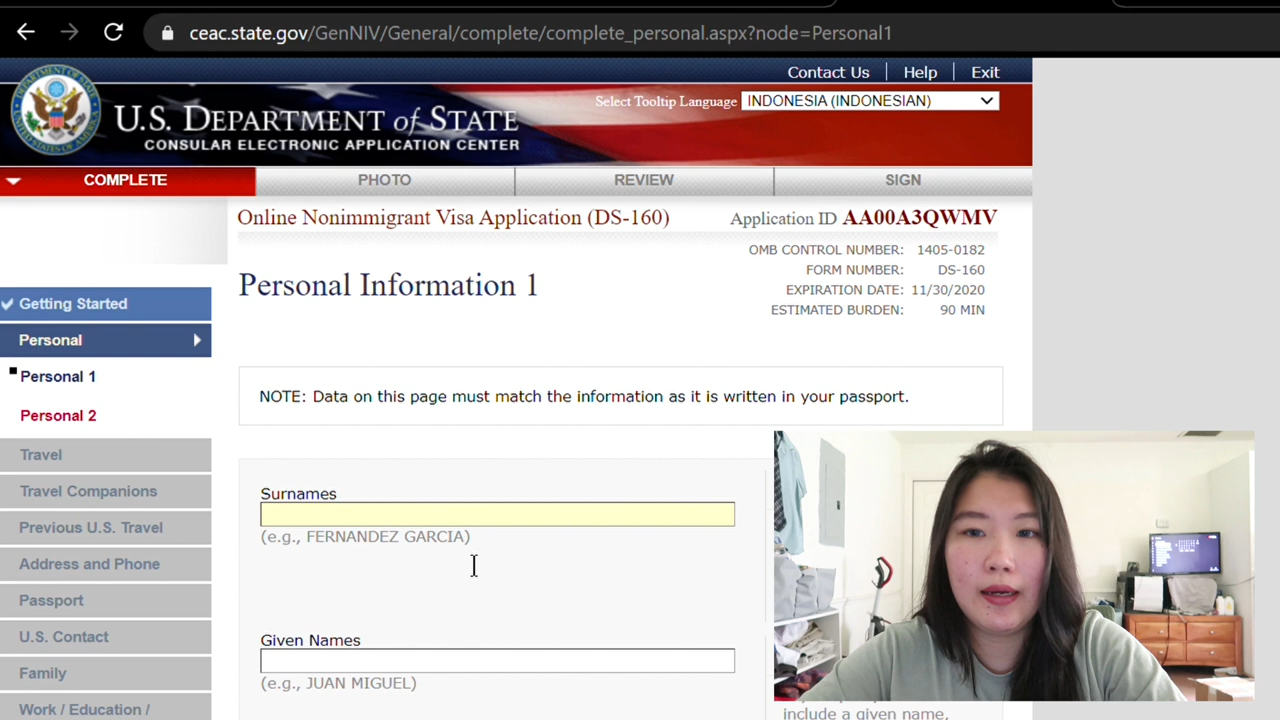 ceac.state.gov/GenNIV/General/complete/complete_personal.aspx?node=Personal1
Contact Us Help Exit
Select Tooltip Language INDONESIA (INDONESIAN)
U.S. DEPARTMENT of STATE
CONSULAR ELECTRONIC APPLICATION CENTER
COMPLETE PHOTO REVIEW SIGN
Online Nonimmigrant Visa Application (DS-160) Application ID AA00A3QWMV
OMB CONTROL NUMBER: 1405-0182
FORM NUMBER: DS-160
EXPIRATION DATE: 11/30/2020
ESTIMATED BURDEN: 90 MIN
Personal Information 1
Getting Started
Personal
Personal 1
Personal 2
Travel
Travel Companions
Previous U.S. Travel
Address and Phone
Passport
U.S. Contact
Family
Work / Education /
NOTE: Data on this page must match the information as it is written in your passport.
Surnames
(e.g., FERNANDEZ GARCIA)
Given Names
(e.g., JUAN MIGUEL)
include a given name,